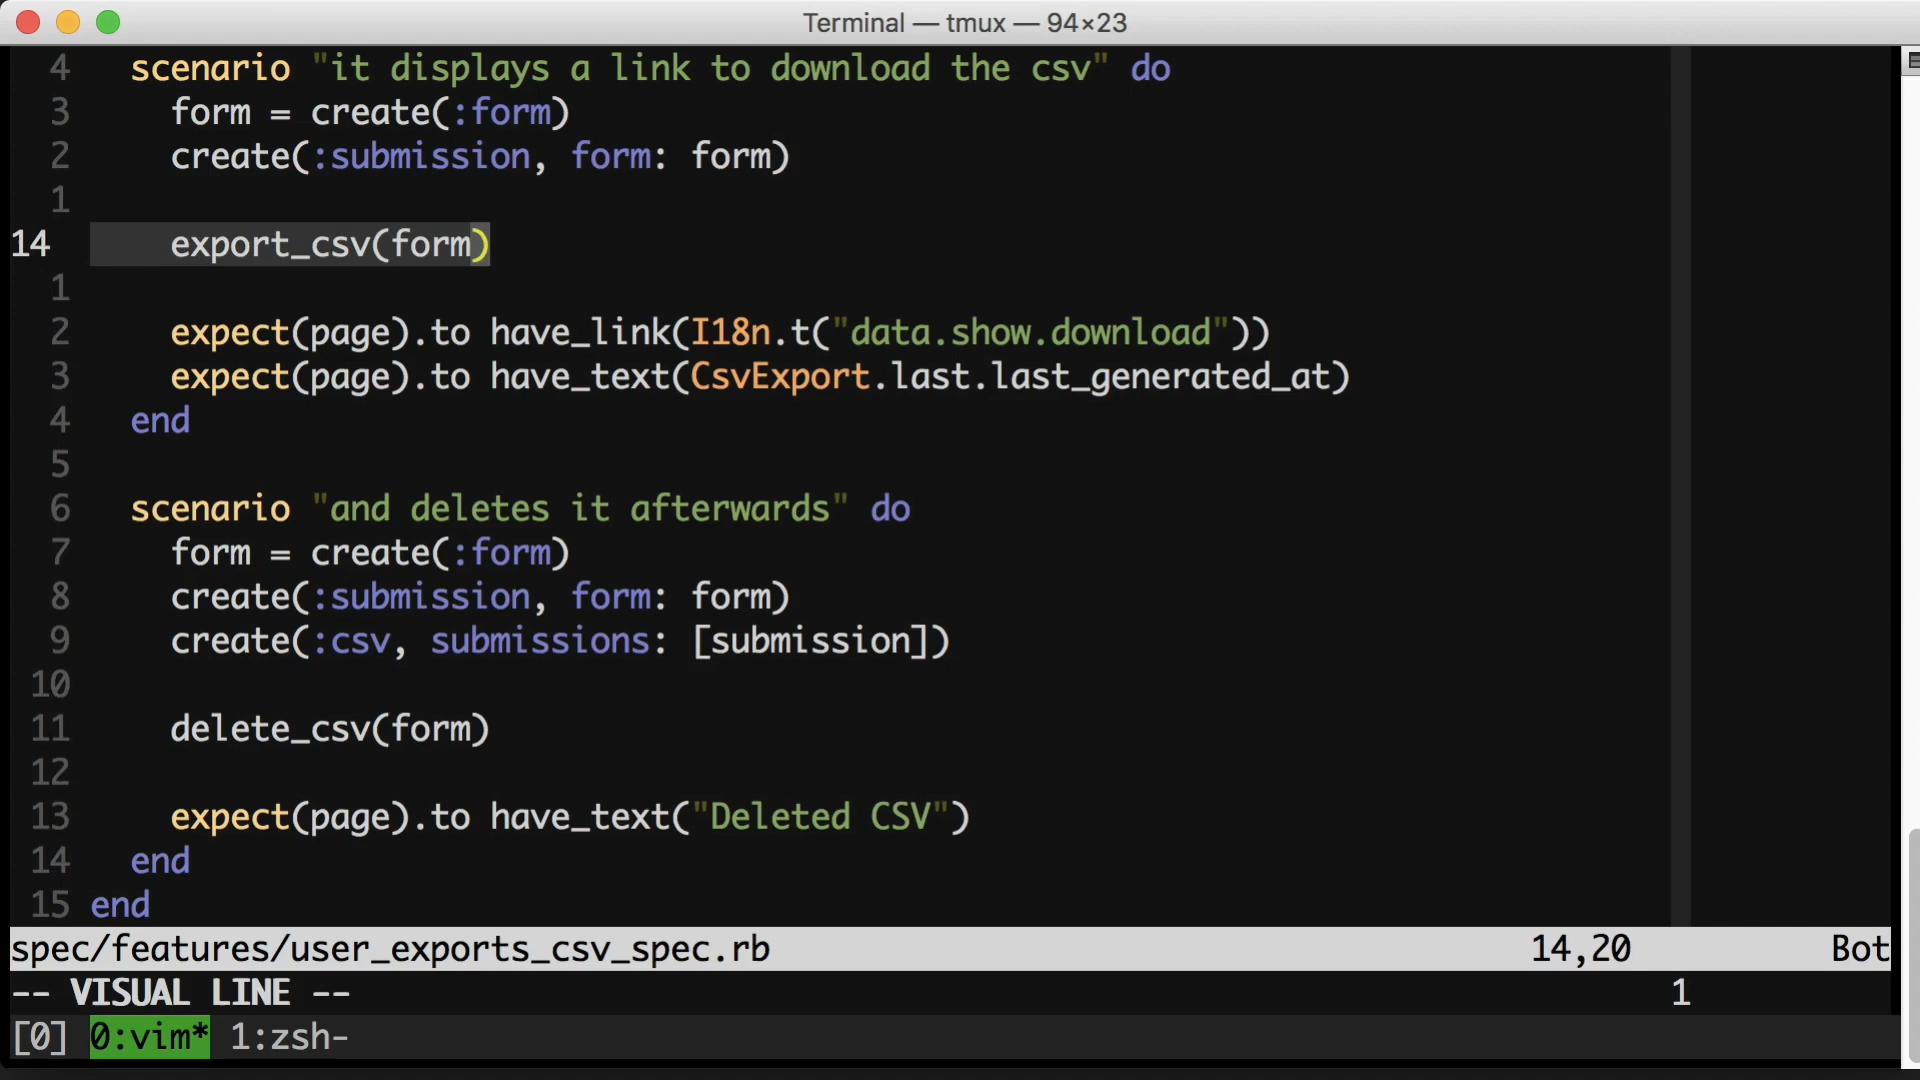 Terminal — tmux — 94×23
4   scenario "it displays a link to download the csv" do
3     form = create(:form)
2     create(:submission, form: form)
1
14     export_csv(form)
1
2     expect(page).to have_link(I18n.t("data.show.download"))
3     expect(page).to have_text(CsvExport.last.last_generated_at)
4   end
5
6   scenario "and deletes it afterwards" do
7     form = create(:form)
8     create(:submission, form: form)
9     create(:csv, submissions: [submission])
10
11     delete_csv(form)
12
13     expect(page).to have_text("Deleted CSV")
14   end
15 end
spec/features/user_exports_csv_spec.rb 14,20 Bot
-- VISUAL LINE -- 1
[0] 0:vim* 1:zsh-